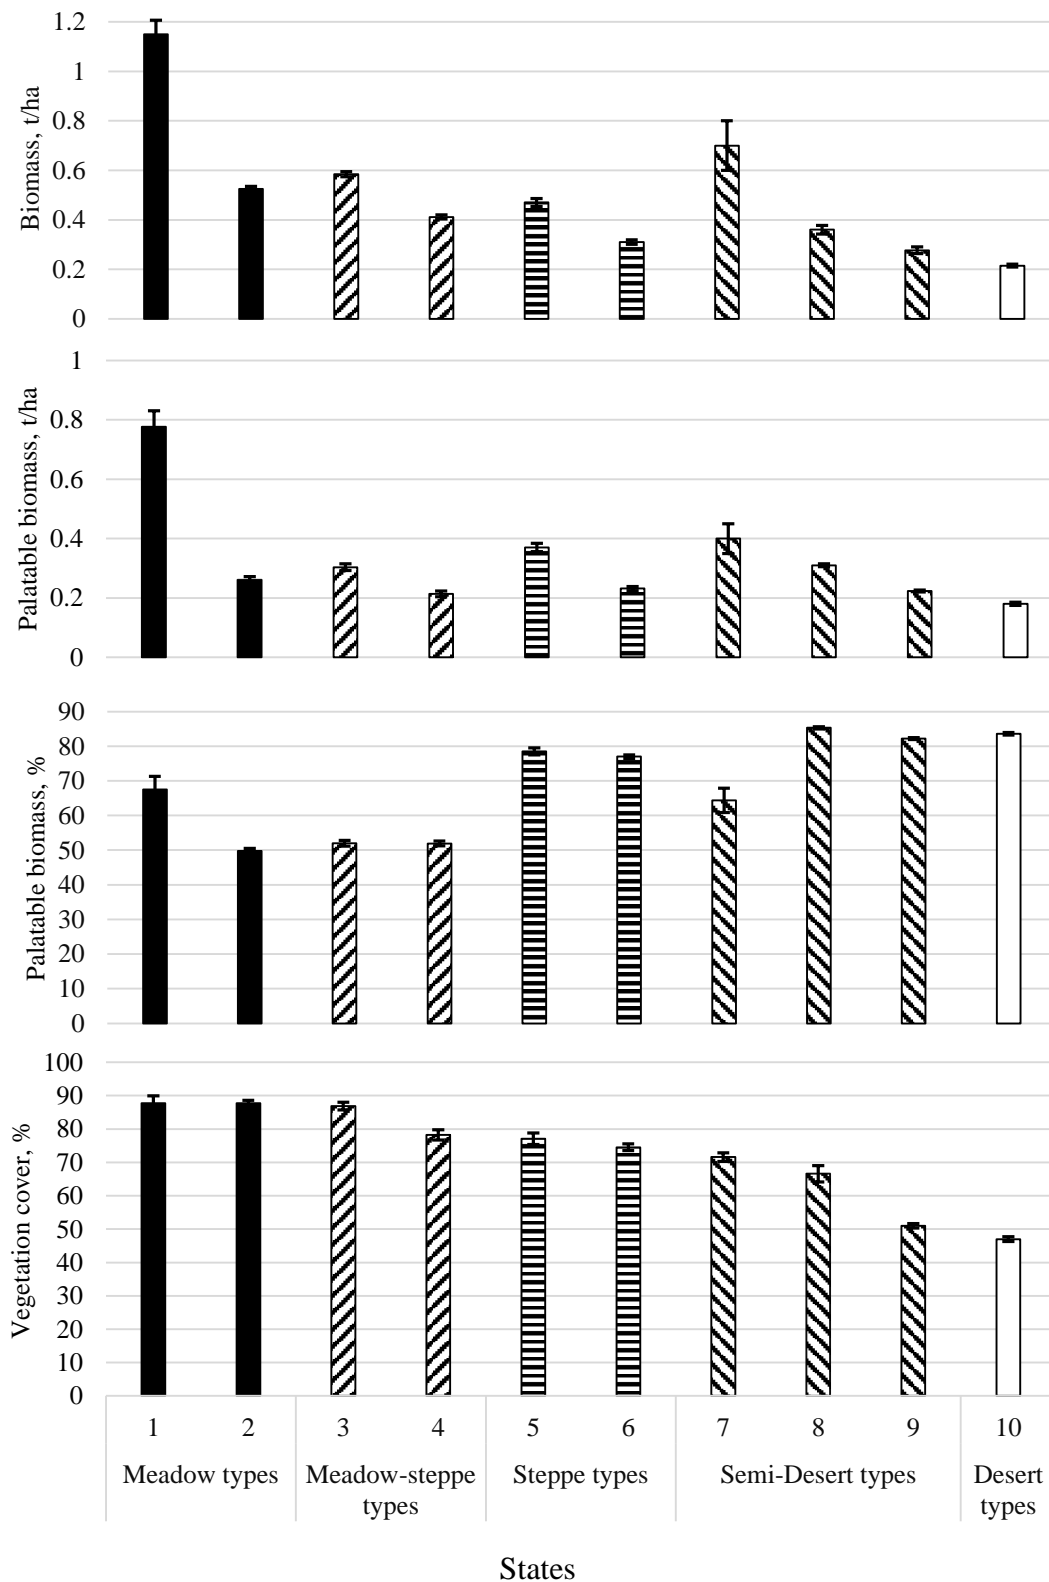 Biomass, t/ha
1.2
1
0.8
0.6
0.4
0.2
0
Palatable biomass, t/ha
1
0.8
0.6
0.4
0.2
0
Palatable biomass, %
90
80
70
60
50
40
30
20
10
0
Vegetation cover, %
100
90
80
70
60
50
40
30
20
10
0
1 2 3 4 5 6 7 8 9 10
Meadow types
Meadow-steppe
types
Steppe types
Semi-Desert types
Desert
types
States